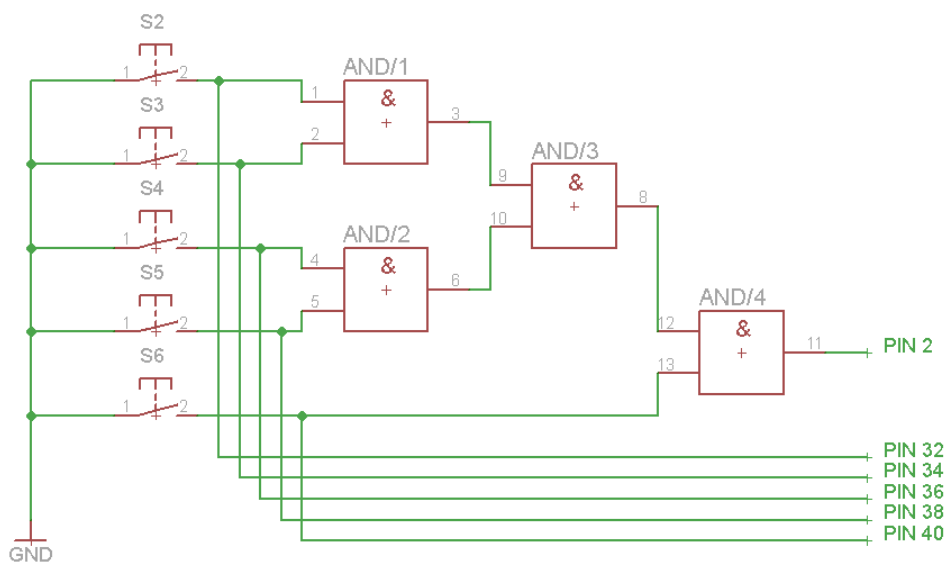 S2
1 2
S3
1 2
S4
1 2
S5
1 2
S6
1 2
GND
AND/1
&
1
2
3
AND/2
&
4
5
6
AND/3
&
9
10
8
AND/4
&
12
13
11
PIN 2
PIN 32
PIN 34
PIN 36
PIN 38
PIN 40